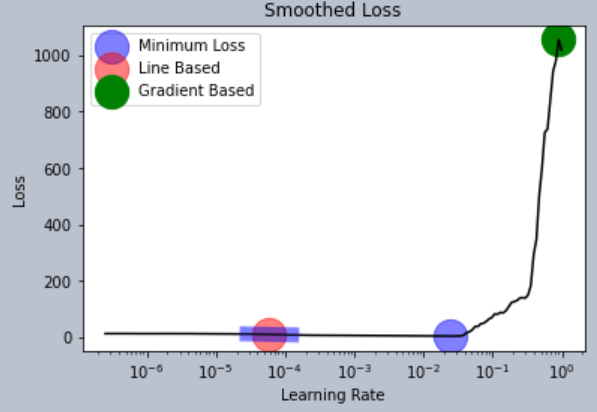 Smoothed Loss
Minimum Loss
Line Based
Gradient Based
Loss
1000
800
600
400
200
0
10⁻⁶
10⁻⁵
10⁻⁴
10⁻³
10⁻²
10⁻¹
10⁰
Learning Rate